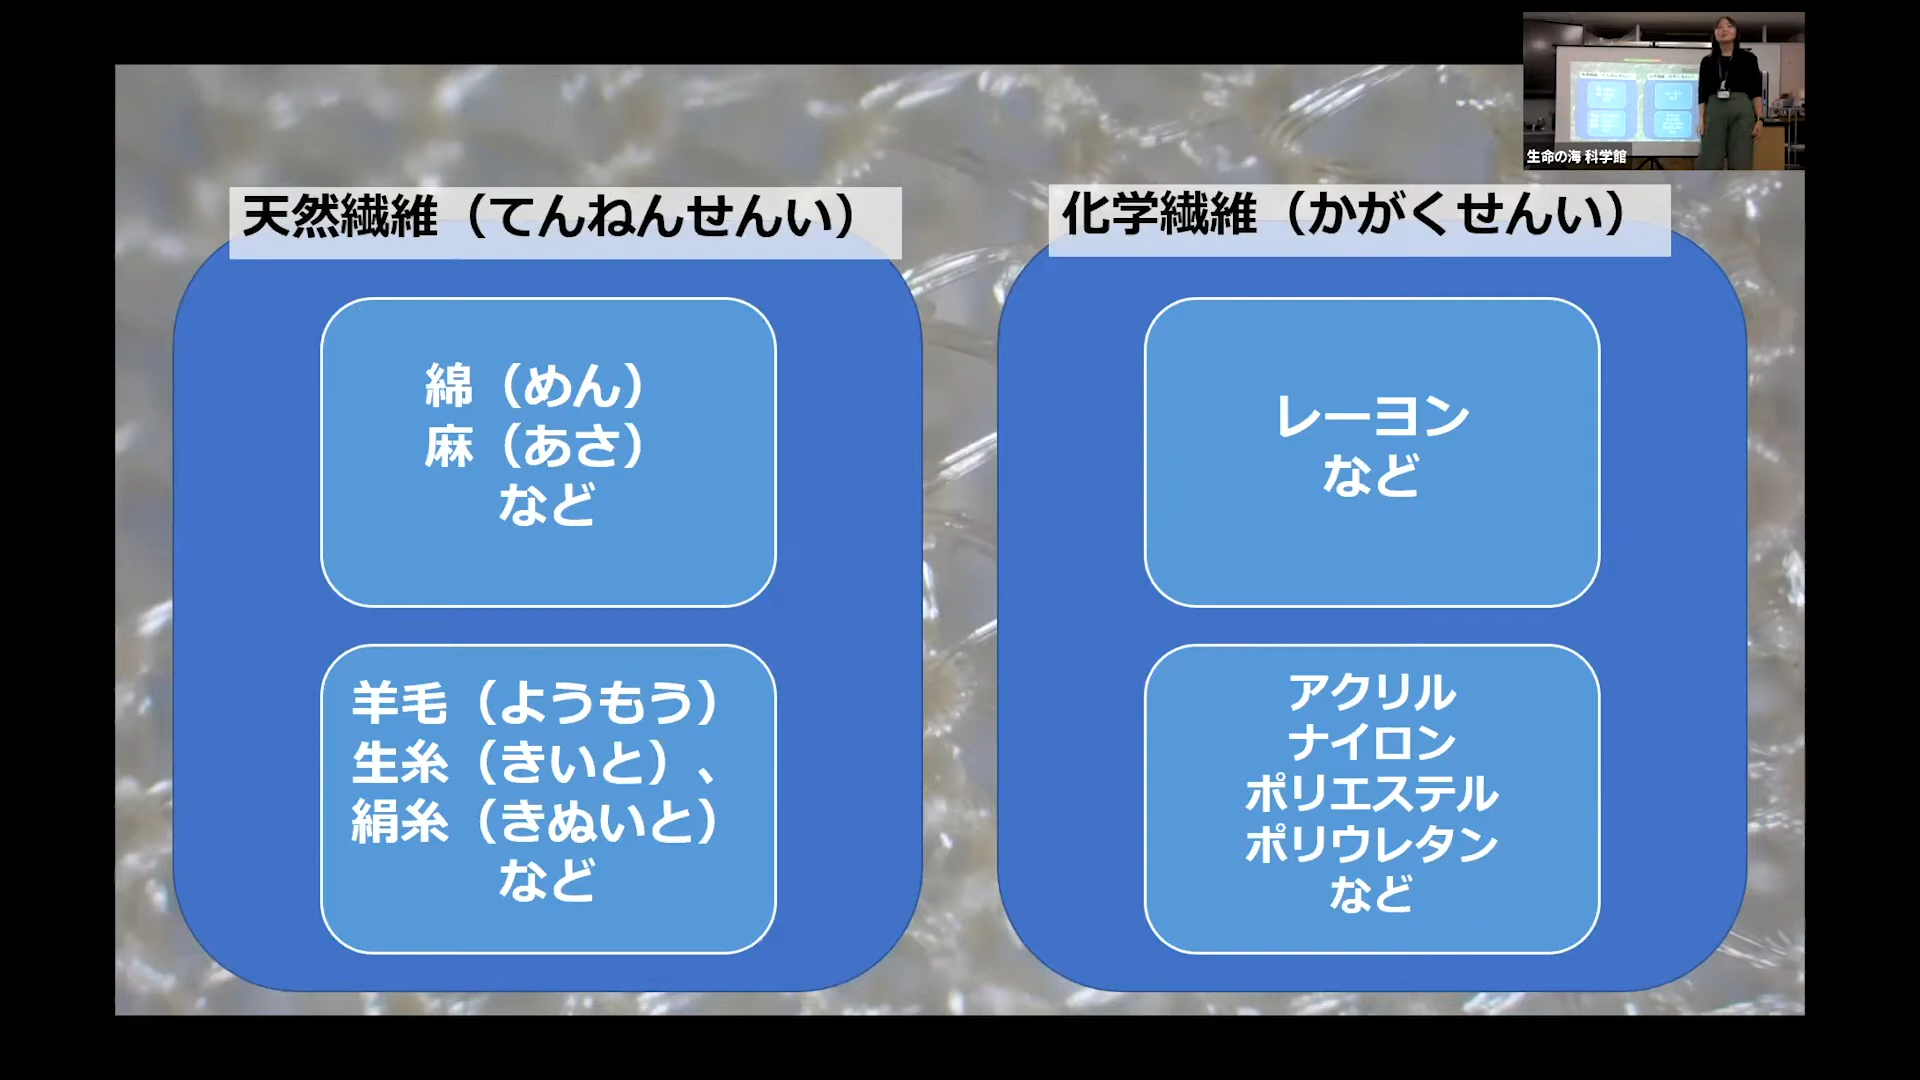 生命の海 科学館
天然繊維（てんねんせんい）
綿（めん）
麻（あさ）
など
羊毛（ようもう）
生糸（きいと）、
絹糸（きぬいと）
など
化学繊維（かがくせんい）
レーヨン
など
アクリル
ナイロン
ポリエステル
ポリウレタン
など